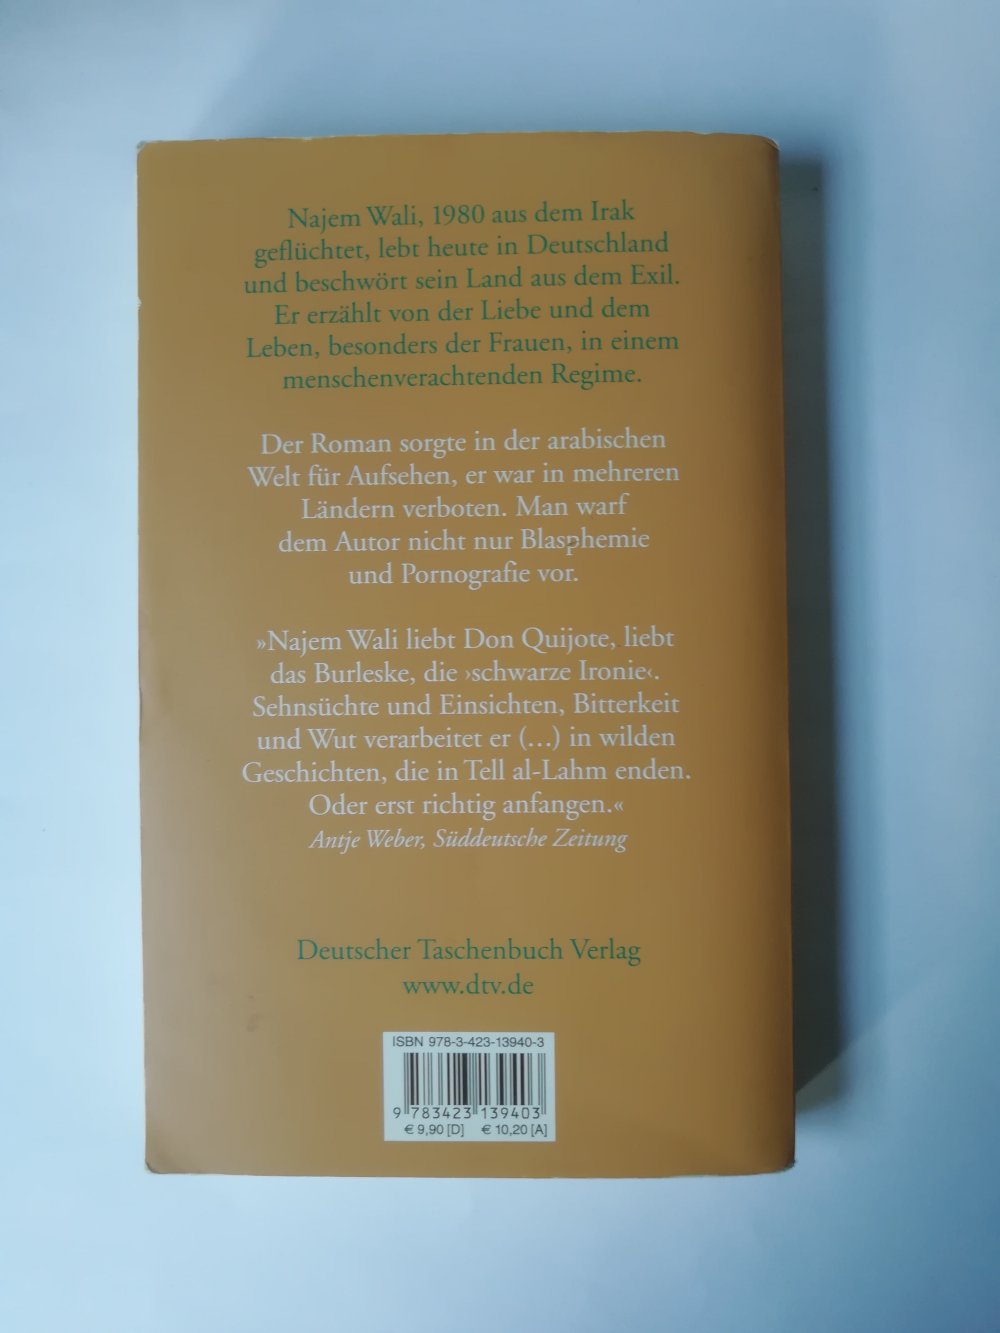 Najem Wali, 1980 aus dem Irak
geflüchtet, lebt heute in Deutschland
und beschwört sein Land aus dem Exil.
Er erzählt von der Liebe und dem
Leben, besonders der Frauen, in einem
menschenverachtenden Regime.
Der Roman sorgte in der arabischen
Welt für Aufsehen, er war in mehreren
Ländern verboten. Man warf
dem Autor nicht nur Blasphemie
und Pornografie vor.
»Najem Wali liebt Don Quijote, liebt
das Burleske, die ›schwarze Ironie‹.
Sehnsüchte und Einsichten, Bitterkeit
und Wut verarbeitet er (...) in wilden
Geschichten, die in Tell al-Lahm enden.
Oder erst richtig anfangen.«
Antje Weber, Süddeutsche Zeitung
Deutscher Taschenbuch Verlag
www.dtv.de
ISBN 978-3-423-13940-3
9 783423 139403
€ 9,90 [D] € 10,20 [A]